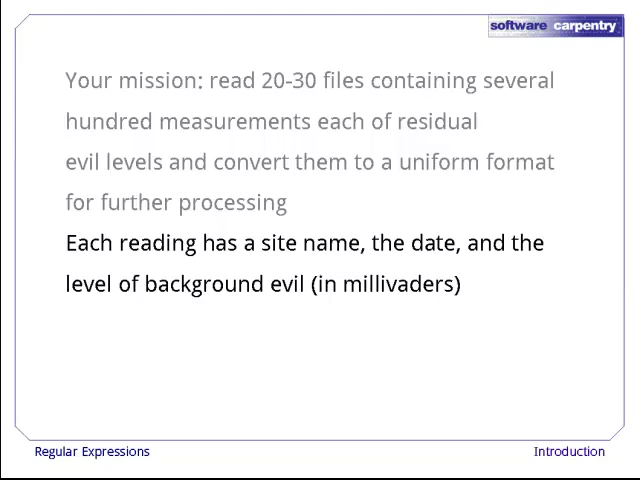 software carpentry
Your mission: read 20-30 files containing several
hundred measurements each of residual
evil levels and convert them to a uniform format
for further processing
Each reading has a site name, the date, and the
level of background evil (in millivaders)
Regular Expressions
Introduction